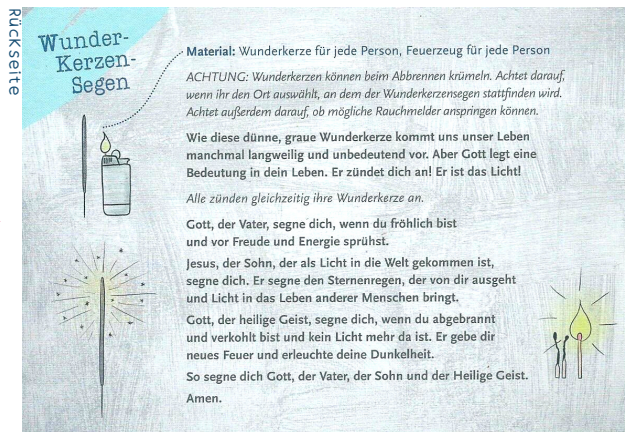 Rückseite
Wunder-
Kerzen-
Segen
Material: Wunderkerze für jede Person, Feuerzeug für jede Person
ACHTUNG: Wunderkerzen können beim Abbrennen krümeln. Achtet darauf,
wenn ihr den Ort auswählt, an dem der Wunderkerzensegen stattfinden wird.
Achtet außerdem darauf, ob mögliche Rauchmelder anspringen können.
Wie diese dünne, graue Wunderkerze kommt uns unser Leben
manchmal langweilig und unbedeutend vor. Aber Gott legt eine
Bedeutung in dein Leben. Er zündet dich an! Er ist das Licht!
Alle zünden gleichzeitig ihre Wunderkerze an.
Gott, der Vater, segne dich, wenn du fröhlich bist
und vor Freude und Energie sprühst.
Jesus, der Sohn, der als Licht in die Welt gekommen ist,
segne dich. Er segne den Sternenregen, der von dir ausgeht
und Licht in das Leben anderer Menschen bringt.
Gott, der heilige Geist, segne dich, wenn du abgebrannt
und verkohlt bist und kein Licht mehr da ist. Er gebe dir
neues Feuer und erleuchte deine Dunkelheit.
So segne dich Gott, der Vater, der Sohn und der Heilige Geist.
Amen.